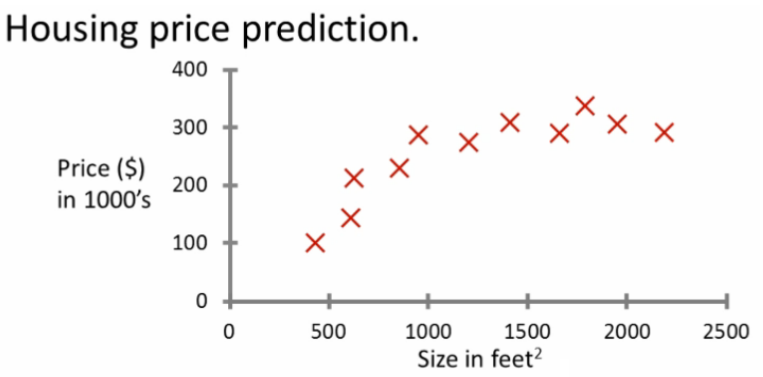 Housing price prediction.
400
300
Price ($)
in 1000's
200
100
0
0 500 1000 1500 2000 2500
Size in feet²